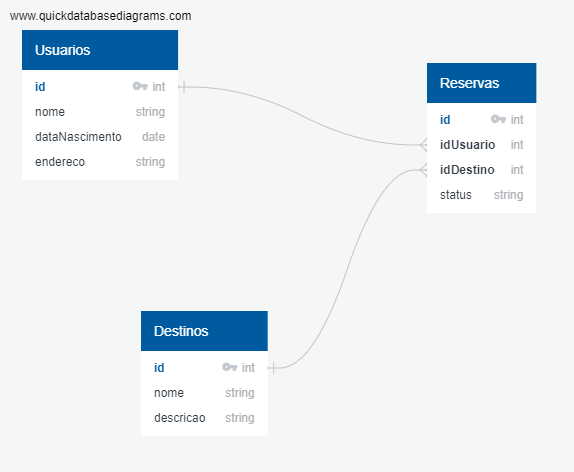 www.quickdatabasediagrams.com
Usuarios
id int
nome string
dataNascimento date
endereco string
Reservas
id int
idUsuario int
idDestino int
status string
Destinos
id int
nome string
descricao string